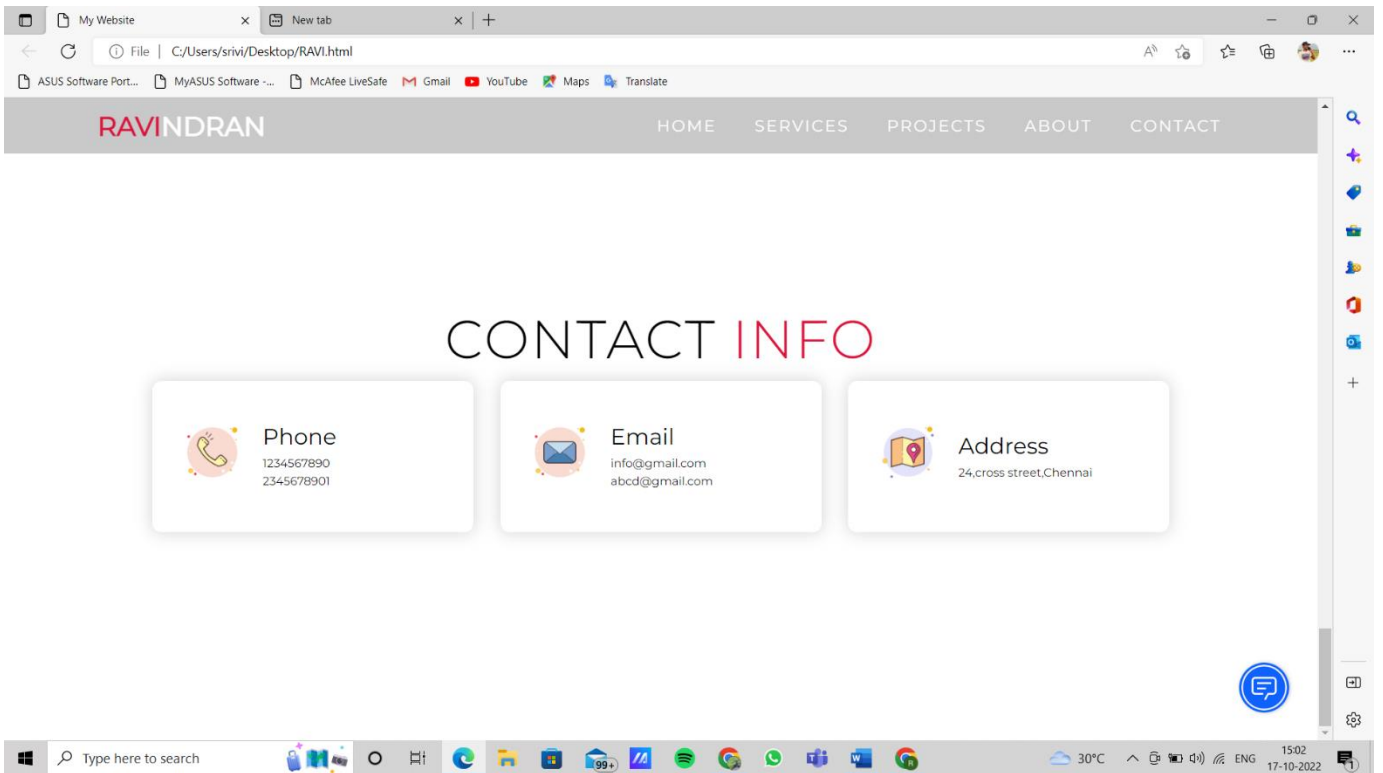 My Website
New tab
File | C:/Users/srivi/Desktop/RAVI.html
ASUS Software Port... MyASUS Software -... McAfee LiveSafe Gmail YouTube Maps Translate
RAVINDRAN HOME SERVICES PROJECTS ABOUT CONTACT
CONTACT INFO
Phone
1234567890
2345678901
Email
info@gmail.com
abcd@gmail.com
Address
24,cross street,Chennai
Type here to search
99+
30°C
ENG
15:02
17-10-2022
1